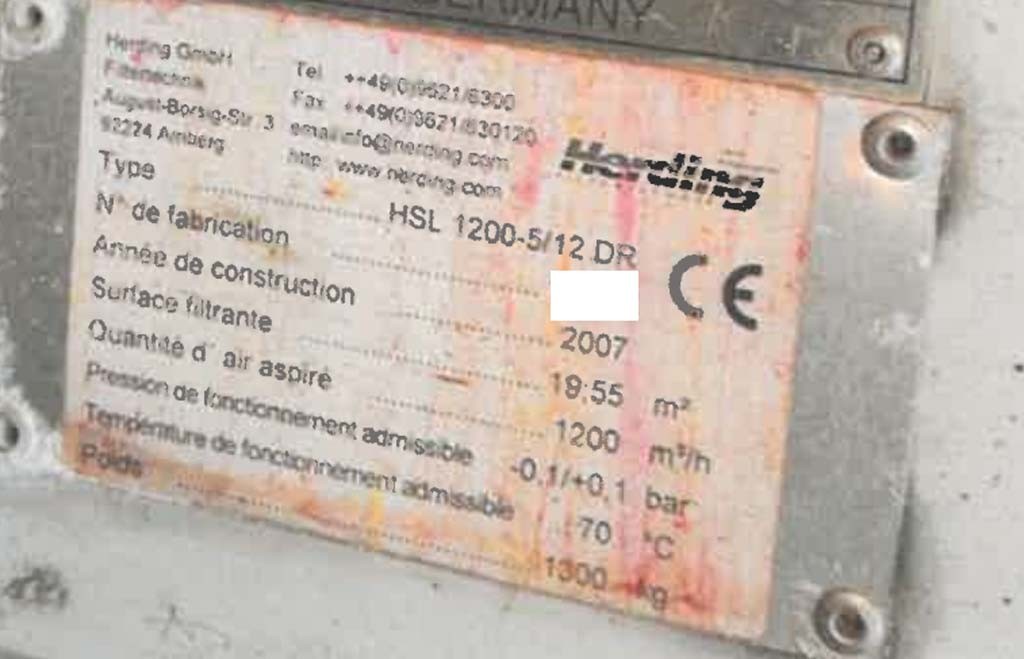 GERMANY
Herding GmbH
Filtertechnik
August-Borsig-Str. 3
92224 Amberg
Tel. ++49(0)9621/6300
Fax ++49(0)9621/630120
email info@herding.com
http: www.herding.com
Herding
Type HSL 1200-5/12 DR
N° de fabrication
CE
Année de construction 2007
Surface filtrante 19:55 m²
Quantité d' air aspiré 1200 m³/h
Pression de fonctionnement admissible -0,1/+0,1 bar
Température de fonctionnement admissible 70 °C
Poids 1300 kg